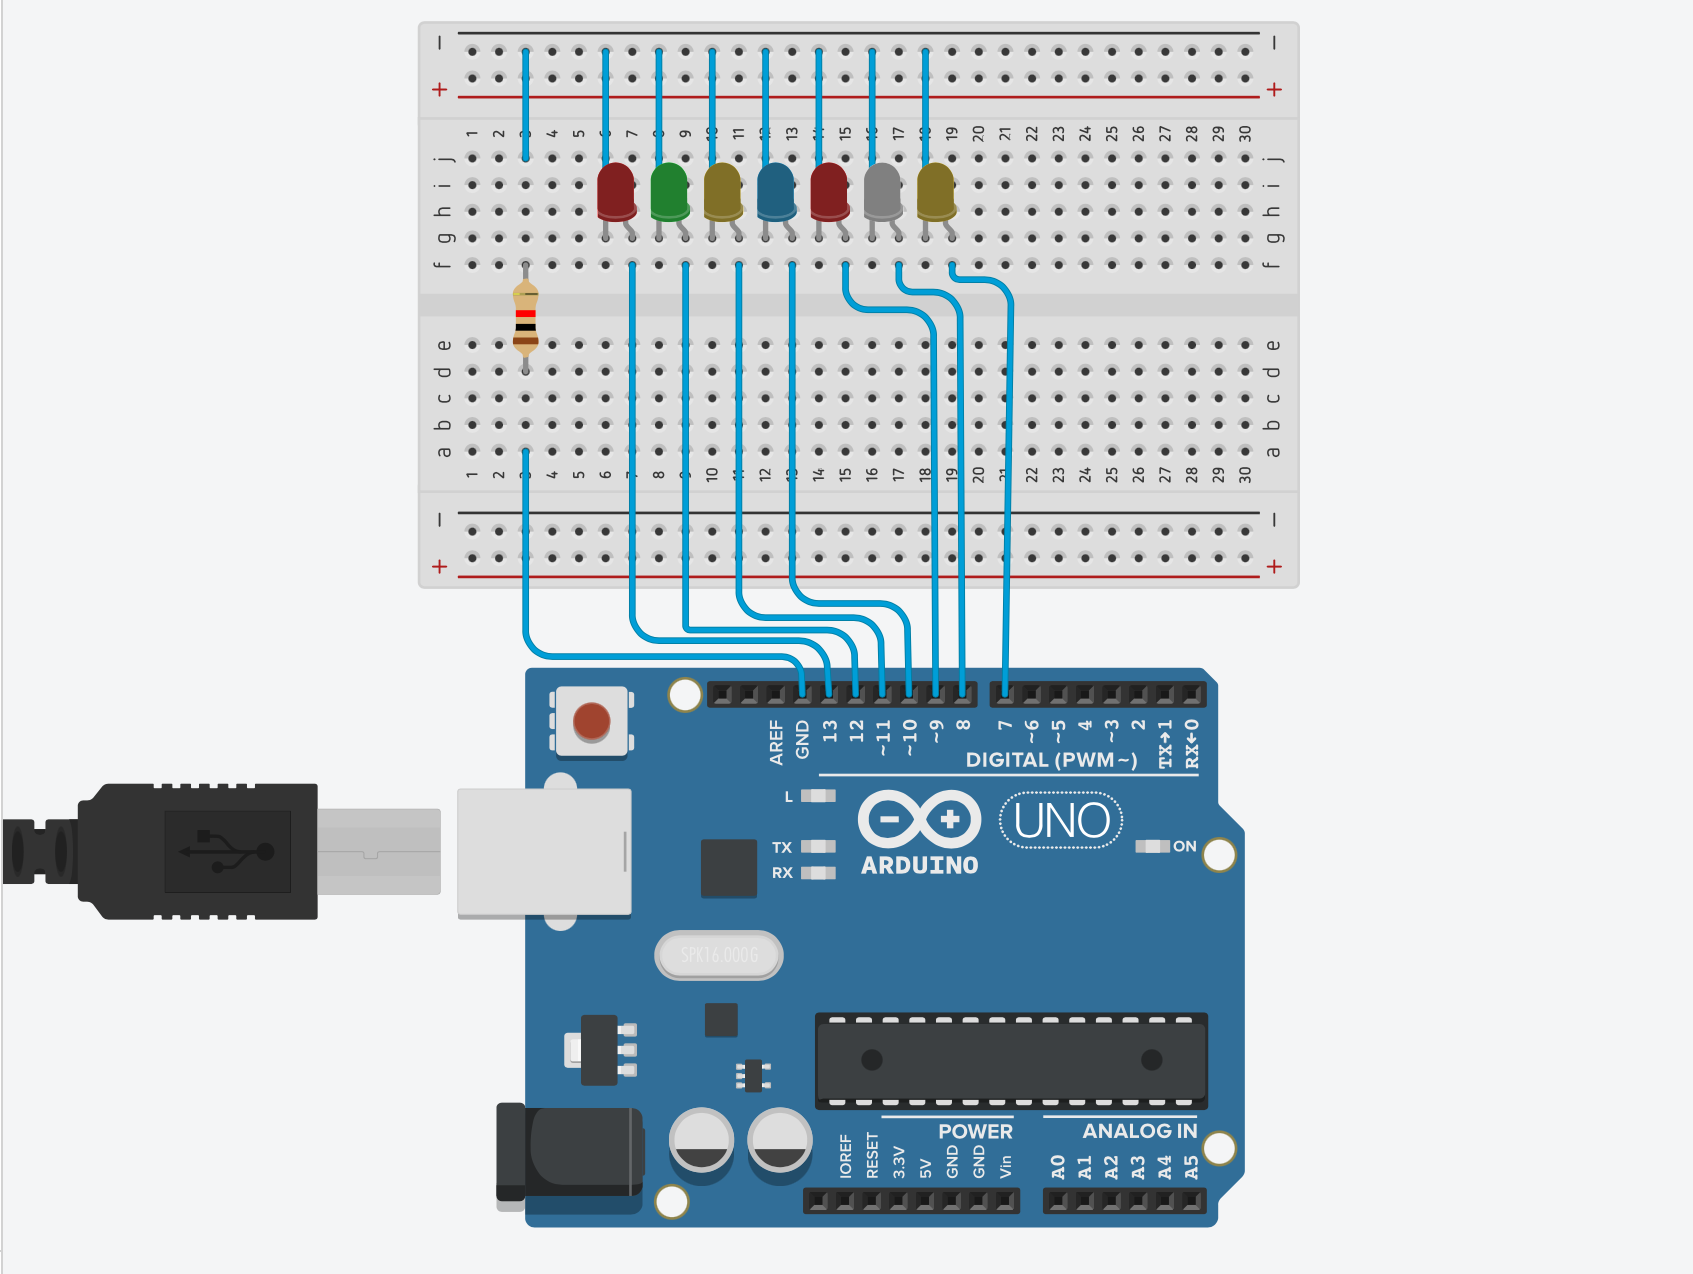 − −
+ +
1 2 3 4 5 6 7 8 9 10 11 12 13 14 15 16 17 18 19 20 21 22 23 24 25 26 27 28 29 30
j j
i i
h h
g g
f f
e e
d d
c c
b b
a a
1 2 3 4 5 6 7 8 9 10 11 12 13 14 15 16 17 18 19 20 21 22 23 24 25 26 27 28 29 30
− −
+ +
AREF GND 13 12 ~11 ~10 ~9 8 7 ~6 ~5 4 ~3 2 TX→1 RX←0
DIGITAL (PWM~)
L
UNO
TX ON
RX ARDUINO
SPK16.000G
POWER ANALOG IN
IOREF RESET 3.3V 5V GND GND Vin A0 A1 A2 A3 A4 A5